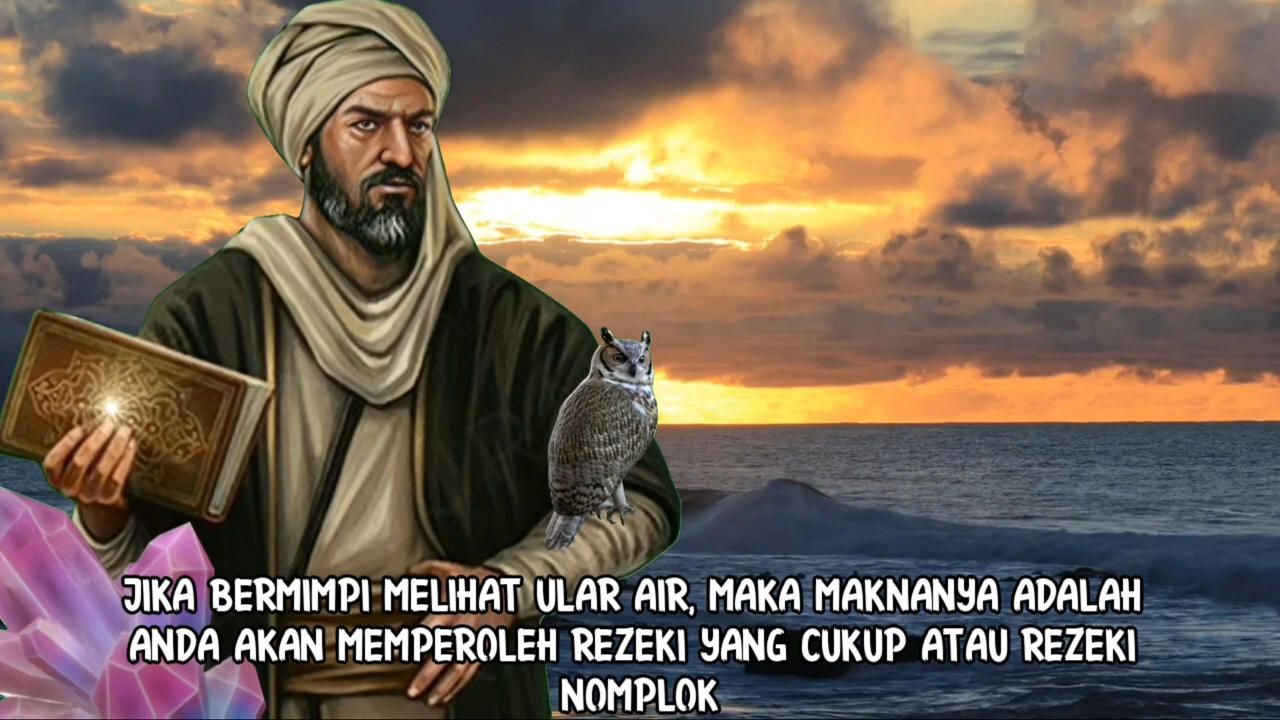 JIKA BERMIMPI MELIHAT ULAR AIR, MAKA MAKNANYA ADALAH
ANDA AKAN MEMPEROLEH REZEKI YANG CUKUP ATAU REZEKI
NOMPLOK